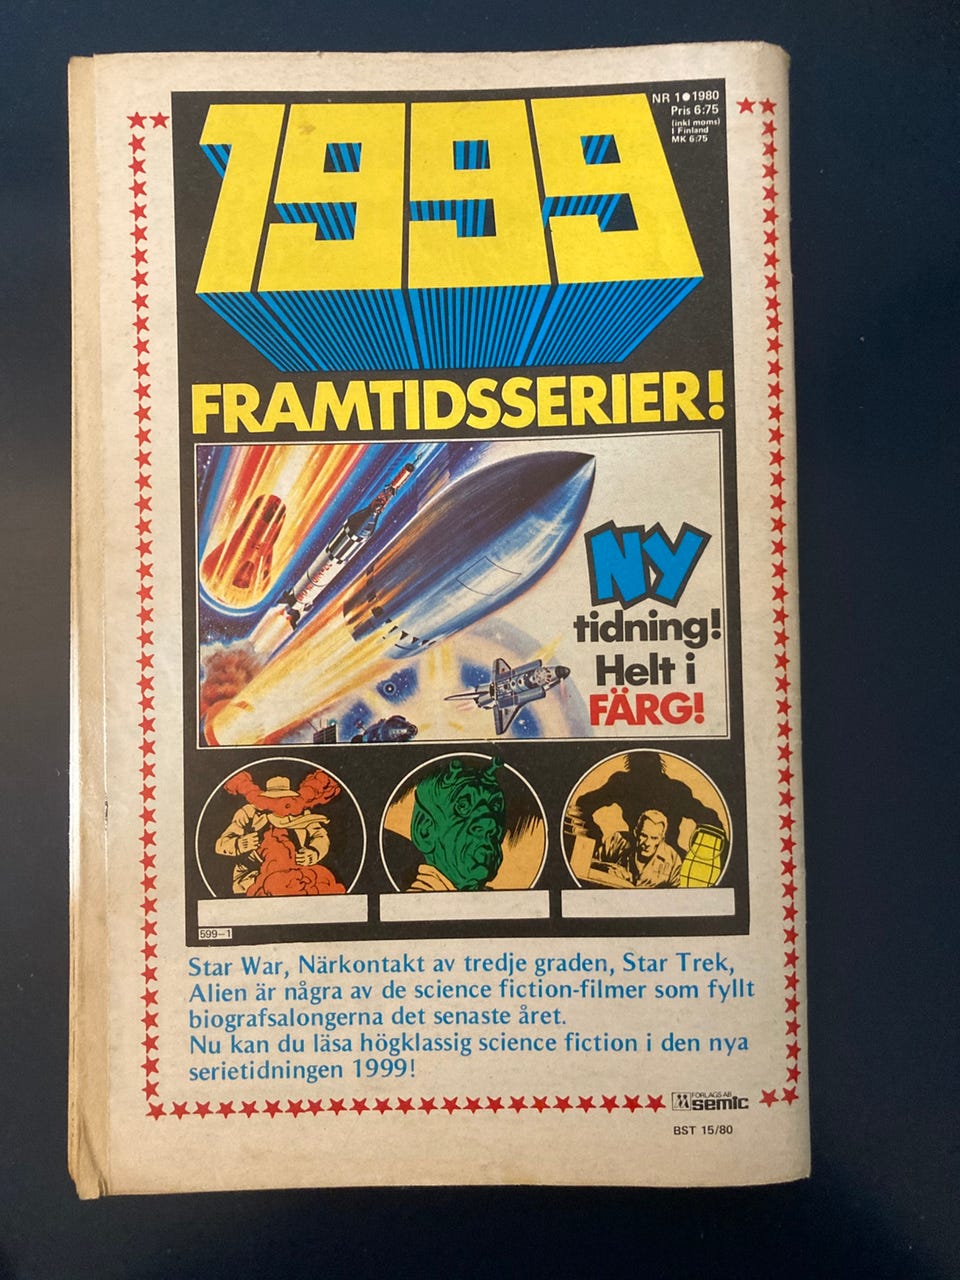 1999
NR 1●1980
Pris 6:75
(inkl moms)
I Finland
MK 6:75
FRAMTIDSSERIER!
NY
tidning!
Helt i
FÄRG!
599-1
Star War, Närkontakt av tredje graden, Star Trek,
Alien är några av de science fiction-filmer som fyllt
biografsalongerna det senaste året.
Nu kan du läsa högklassig science fiction i den nya
serietidningen 1999!
FÖRLAGS AB
semic
BST 15/80